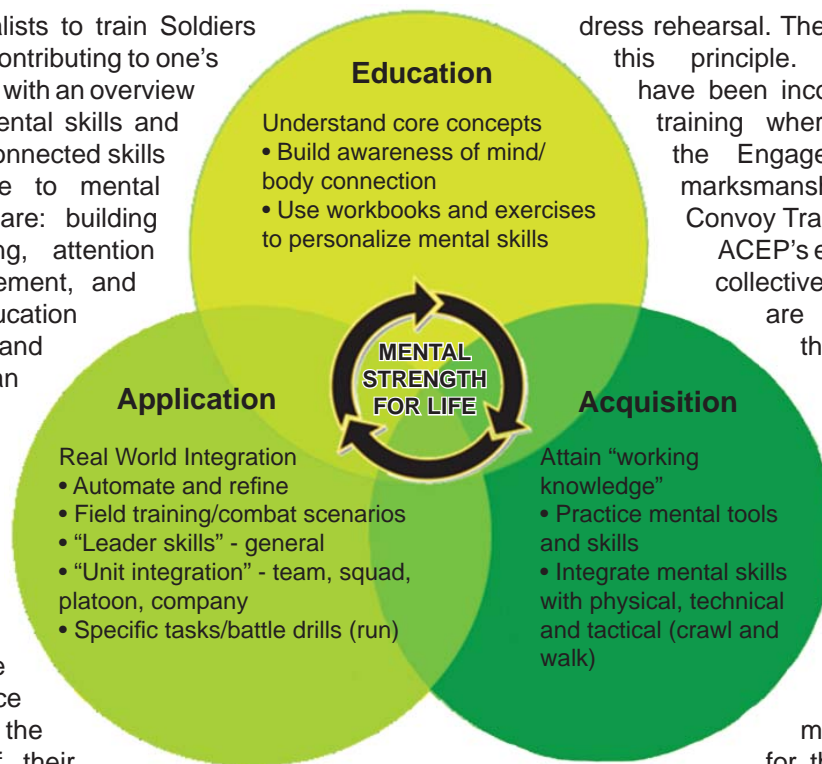 alists to train Soldiers
ontributing to one's
with an overview
ental skills and
onnected skills
e to mental
are: building
ng, attention
ement, and
ucation
and
an
e
ce
the
f their
Education
Understand core concepts
• Build awareness of mind/
body connection
• Use workbooks and exercises
to personalize mental skills
MENTAL
STRENGTH
FOR LIFE
Application
Real World Integration
• Automate and refine
• Field training/combat scenarios
• “Leader skills” - general
• “Unit integration” - team, squad,
platoon, company
• Specific tasks/battle drills (run)
Acquisition
Attain “working
knowledge”
• Practice mental tools
and skills
• Integrate mental skills
with physical, technical
and tactical (crawl and
walk)
dress rehearsal. The
this principle.
have been inco
training wher
the Engage
marksmansh
Convoy Tra
ACEP's e
collective
are
th
m
for th